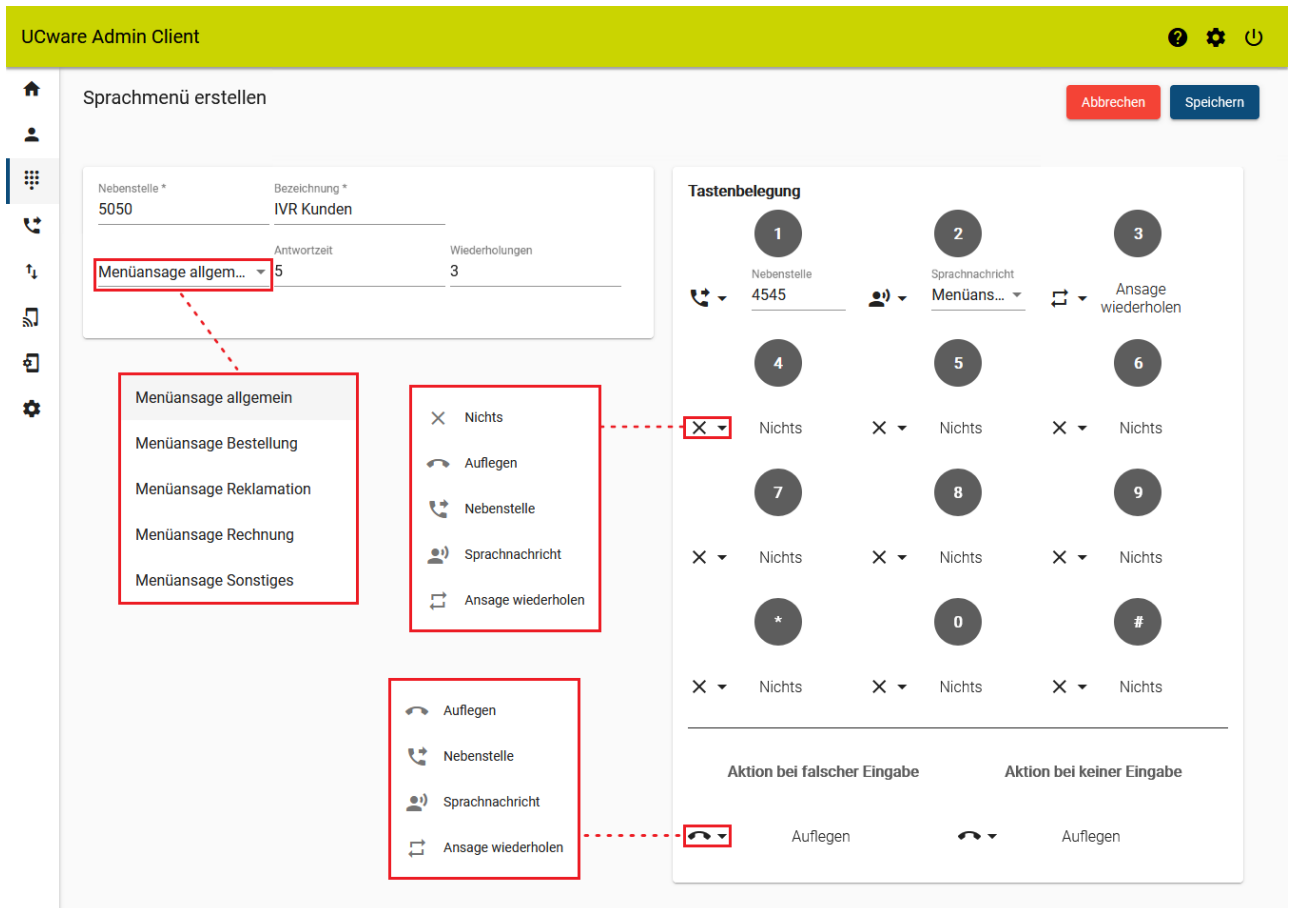 UCware Admin Client
Sprachmenü erstellen
Abbrechen
Speichern
Nebenstelle *
Bezeichnung *
5050
IVR Kunden
Antwortzeit
Wiederholungen
Menüansage allgem...
5
3
Menüansage allgemein
Menüansage Bestellung
Menüansage Reklamation
Menüansage Rechnung
Menüansage Sonstiges
Nichts
Auflegen
Nebenstelle
Sprachnachricht
Ansage wiederholen
Auflegen
Nebenstelle
Sprachnachricht
Ansage wiederholen
Tastenbelegung
1
2
3
Nebenstelle
4545
Sprachnachricht
Menüans...
Ansage
wiederholen
4
5
6
Nichts
Nichts
Nichts
7
8
9
Nichts
Nichts
Nichts
*
0
#
Nichts
Nichts
Nichts
Aktion bei falscher Eingabe
Aktion bei keiner Eingabe
Auflegen
Auflegen